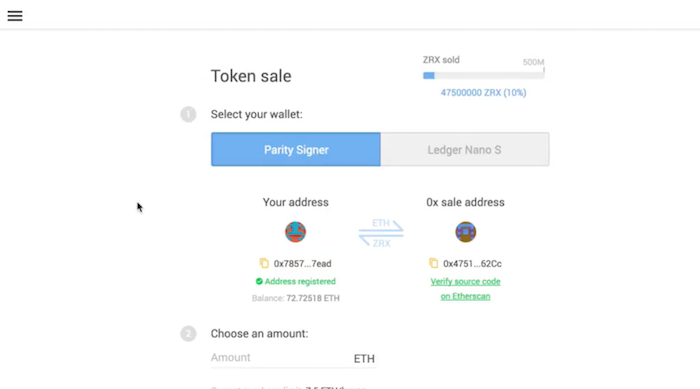 ZRX sold
500M
Token sale
47500000 ZRX (10%)
1
Select your wallet:
Parity Signer
Ledger Nano S
Your address
0x sale address
ETH
ZRX
0x7857...7ead
0x4751...62Cc
Address registered
Verify source code
on Etherscan
Balance: 72.72518 ETH
2
Choose an amount:
Amount
ETH